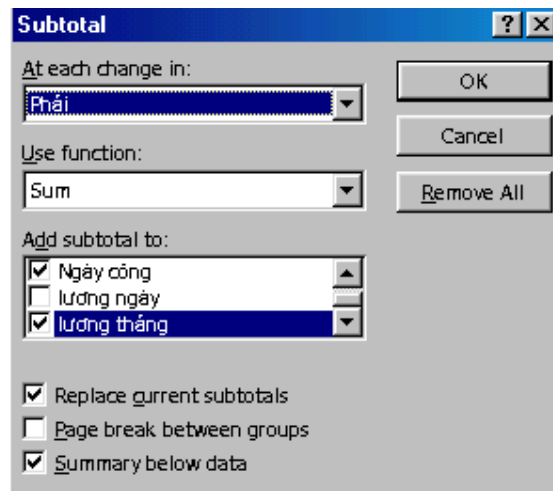 Subtotal
At each change in:
Phái
OK
Cancel
Use function:
Sum
Remove All
Add subtotal to:
Ngày công
lương ngày
lương tháng
Replace current subtotals
Page break between groups
Summary below data